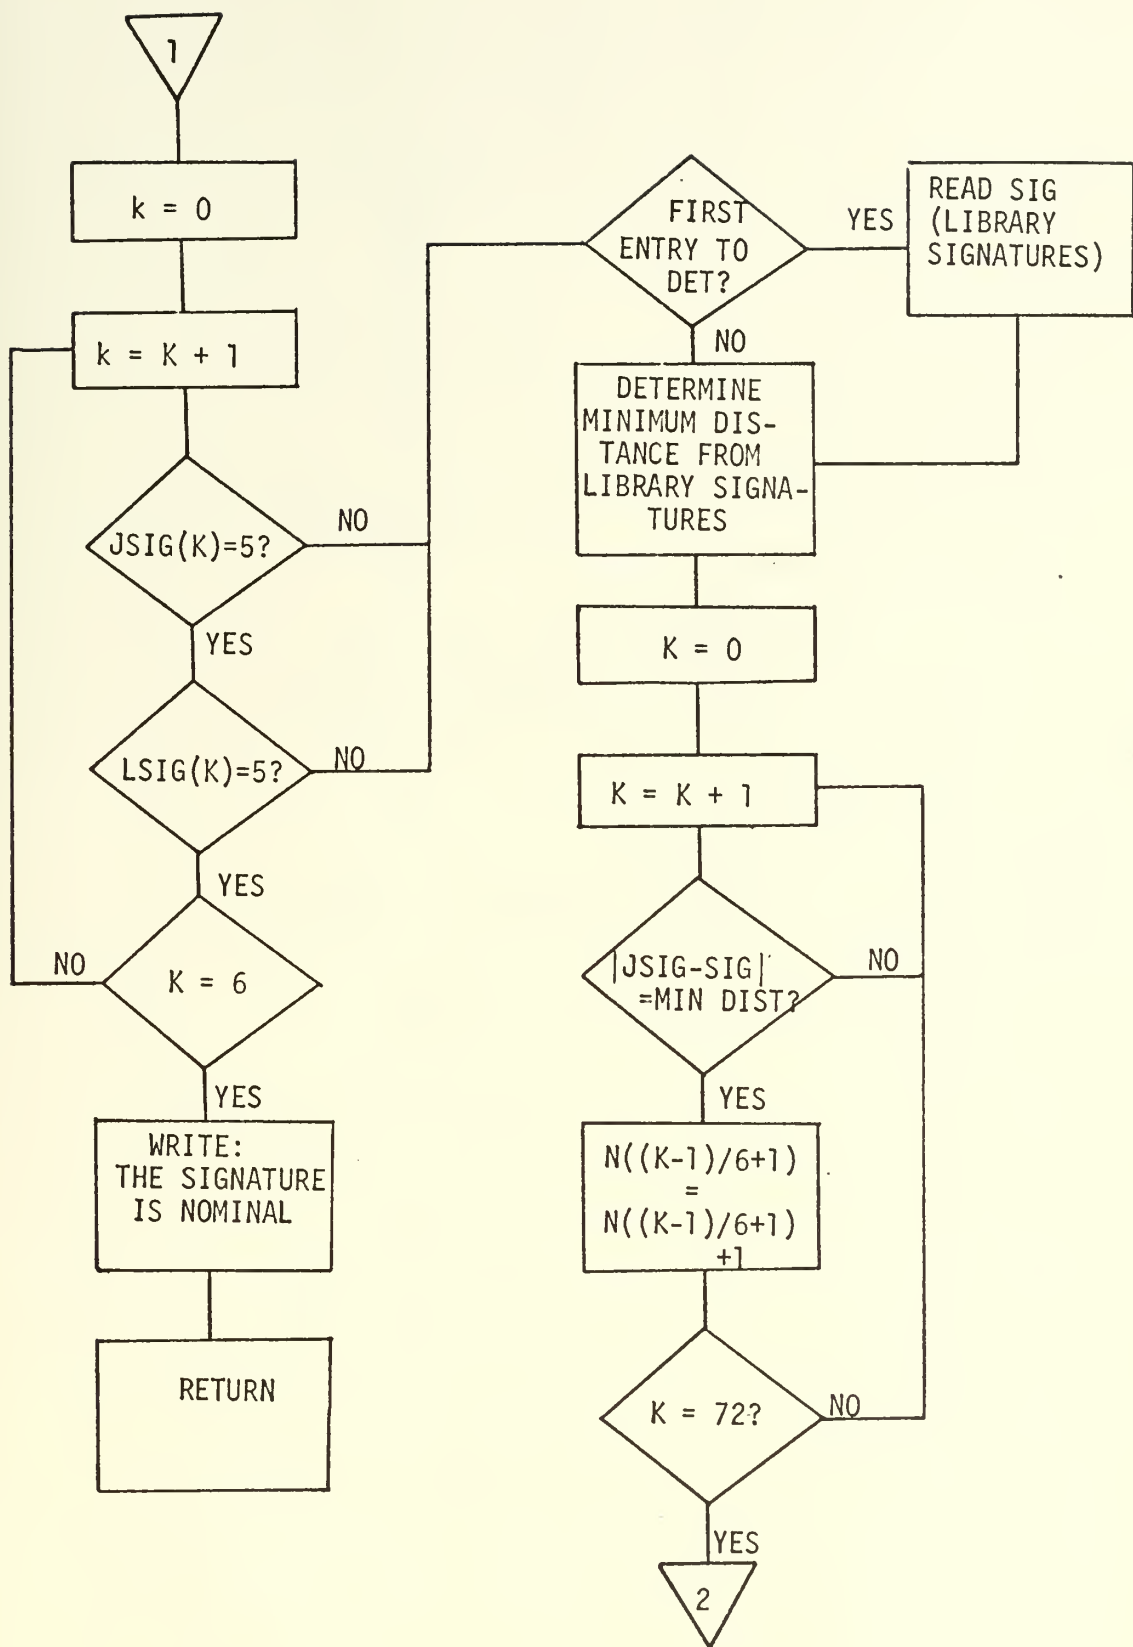 1
k = 0
k = K + 1
JSIG(K)=5?
NO
YES
LSIG(K)=5?
NO
YES
K = 6
NO
YES
WRITE:
THE SIGNATURE
IS NOMINAL
RETURN
FIRST
ENTRY TO
DET?
YES
READ SIG
(LIBRARY
SIGNATURES)
NO
DETERMINE
MINIMUM DIS-
TANCE FROM
LIBRARY SIGNA-
TURES
K = 0
K = K + 1
|JSIG-SIG|
=MIN DIST?
NO
YES
N((K-1)/6+1)
=
N((K-1)/6+1)
+1
K = 72?
NO
YES
2